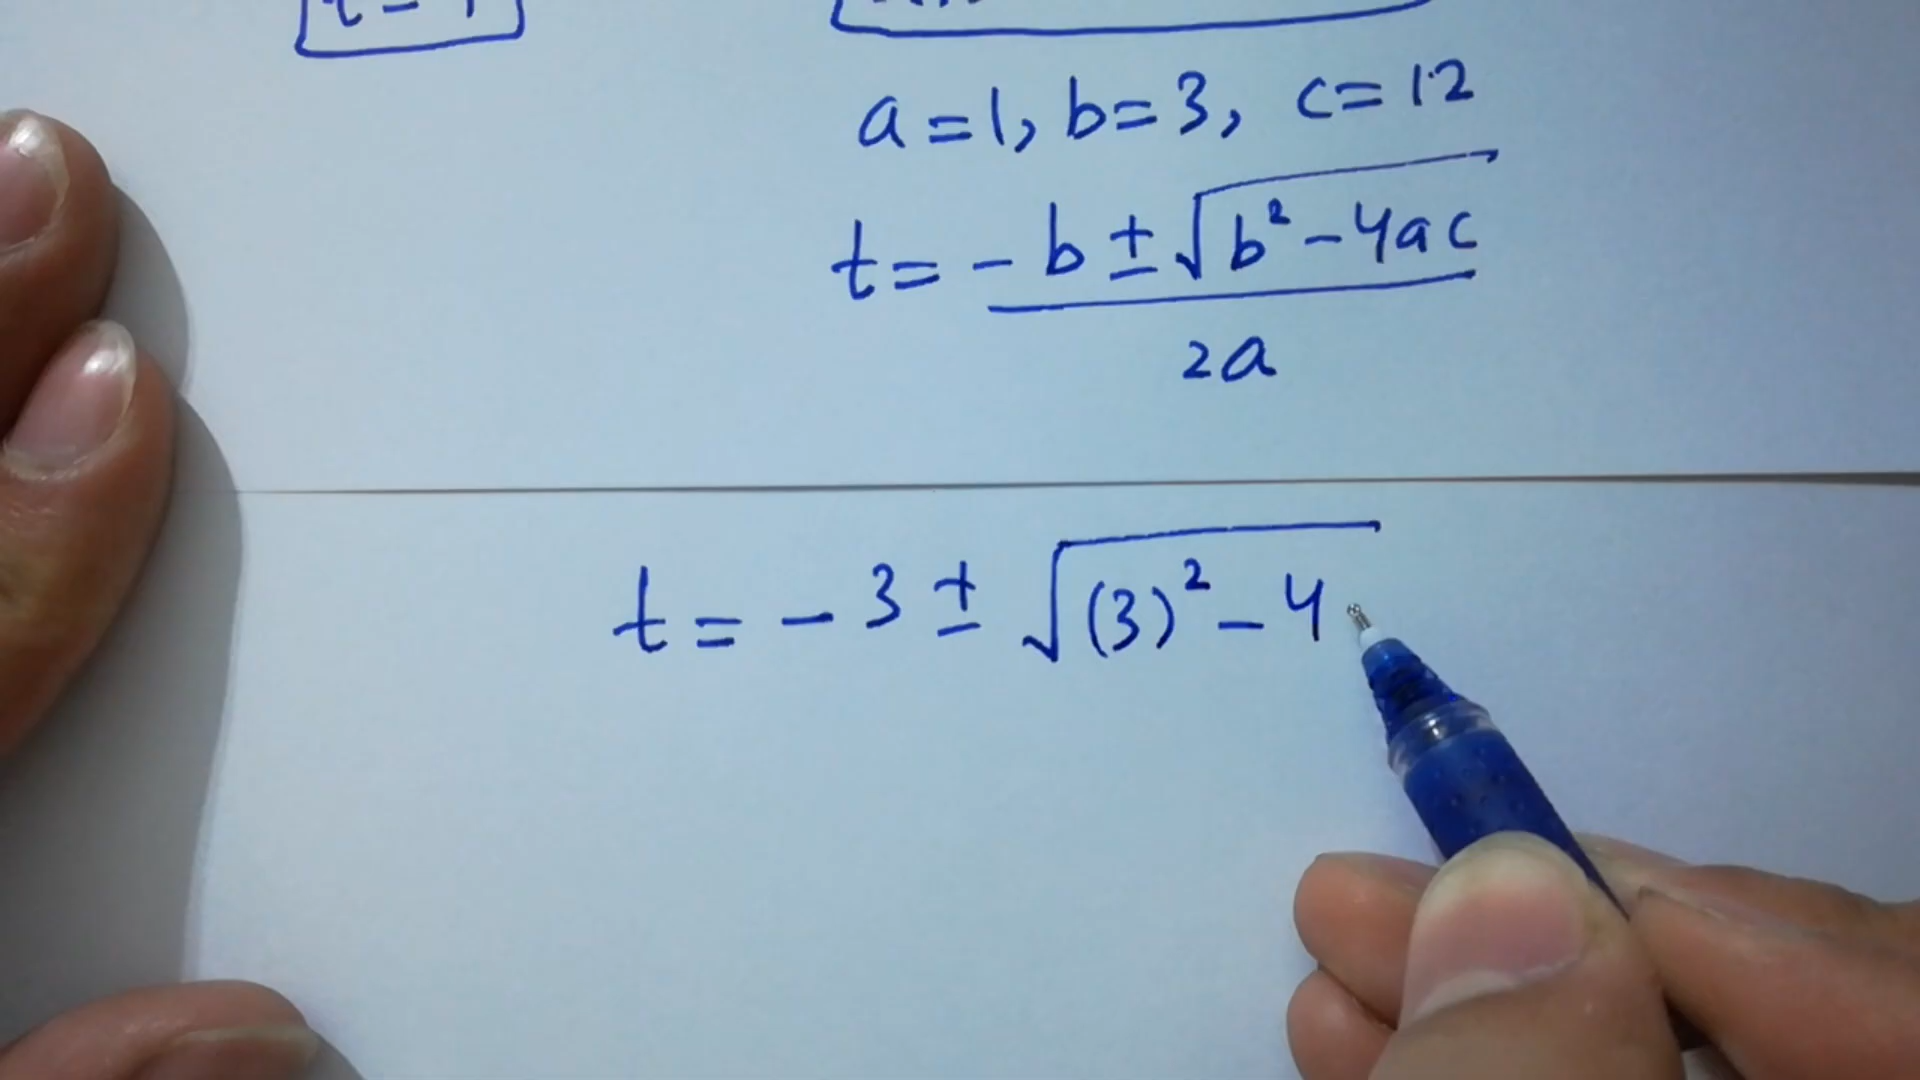 a = 1, b = 3, c = 12
t = - b ± √b² - 4ac
2a
t = - 3 ± √(3)² - 4